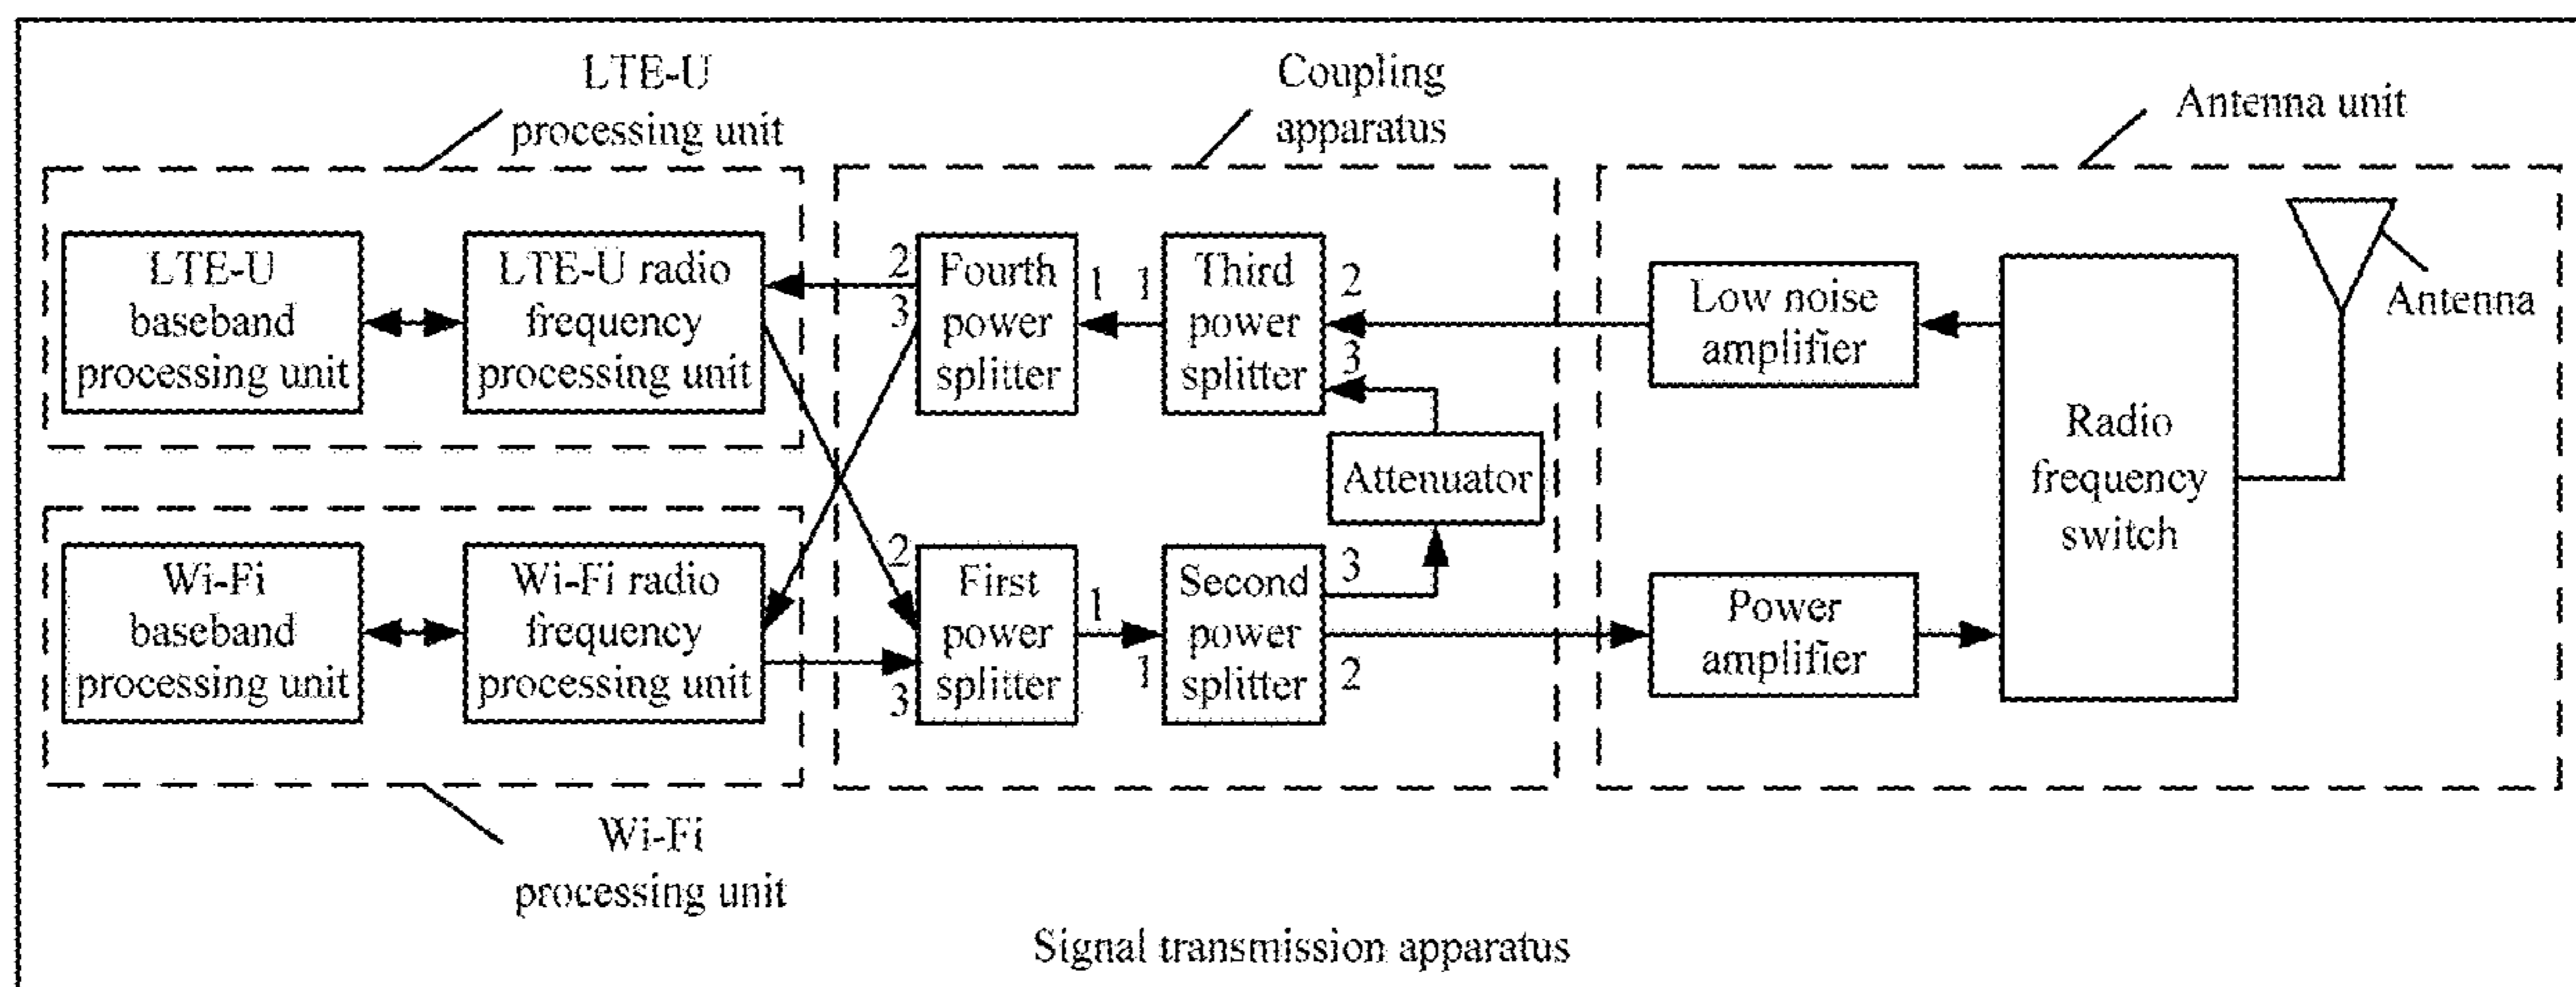 LTE-U
processing unit
Coupling
apparatus
Antenna unit
LTE-U
baseband
processing unit
LTE-U radio
frequency
processing unit
2
3
Fourth
power
splitter
1
1
Third
power
splitter
2
3
Low noise
amplifier
Radio
frequency
switch
Antenna
Attenuator
Wi-Fi
baseband
processing unit
Wi-Fi radio
frequency
processing unit
2
3
First
power
splitter
1
1
Second
power
splitter
3
2
Power
amplifier
Wi-Fi
processing unit
Signal transmission apparatus